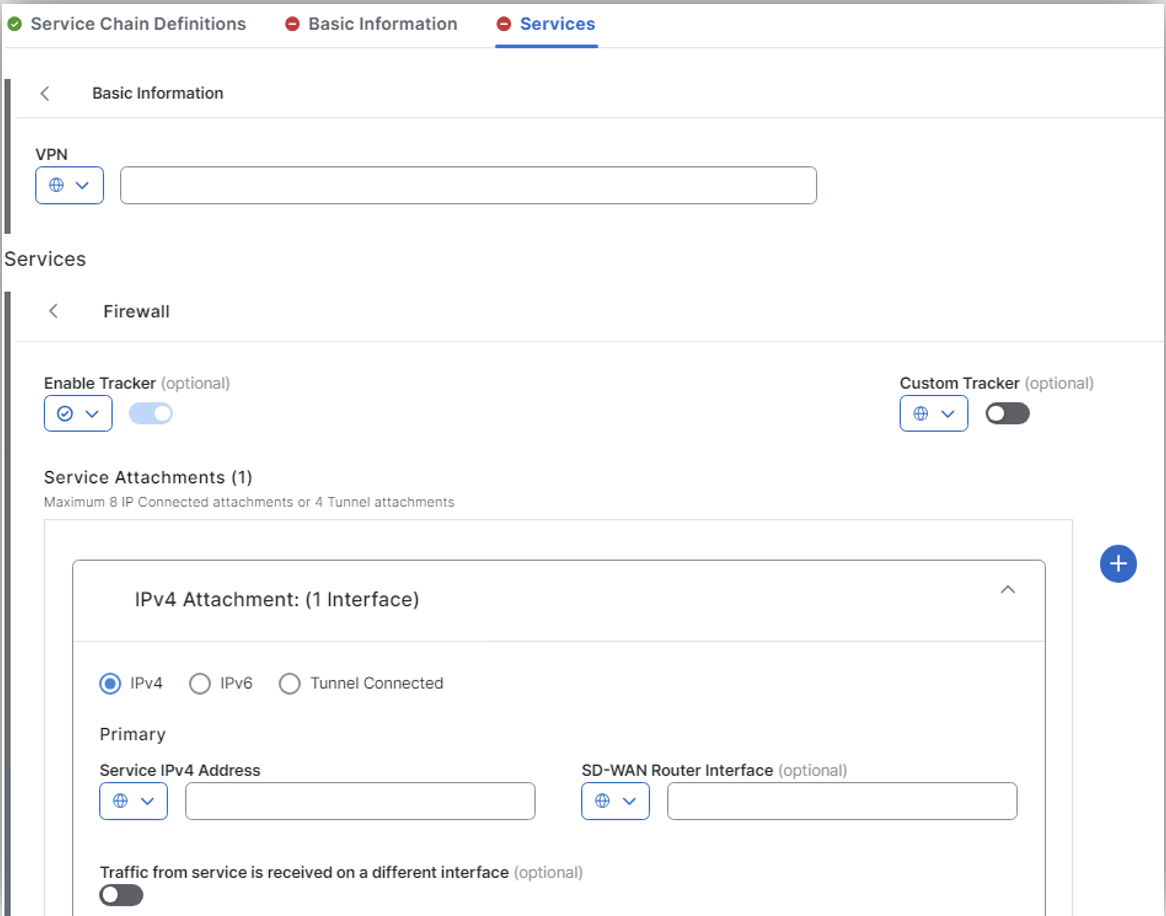 Service Chain Definitions Basic Information Services
Basic Information
VPN
Services
Firewall
Enable Tracker (optional) Custom Tracker (optional)
Service Attachments (1)
Maximum 8 IP Connected attachments or 4 Tunnel attachments
IPv4 Attachment: (1 Interface)
IPv4 IPv6 Tunnel Connected
Primary
Service IPv4 Address SD-WAN Router Interface (optional)
Traffic from service is received on a different interface (optional)